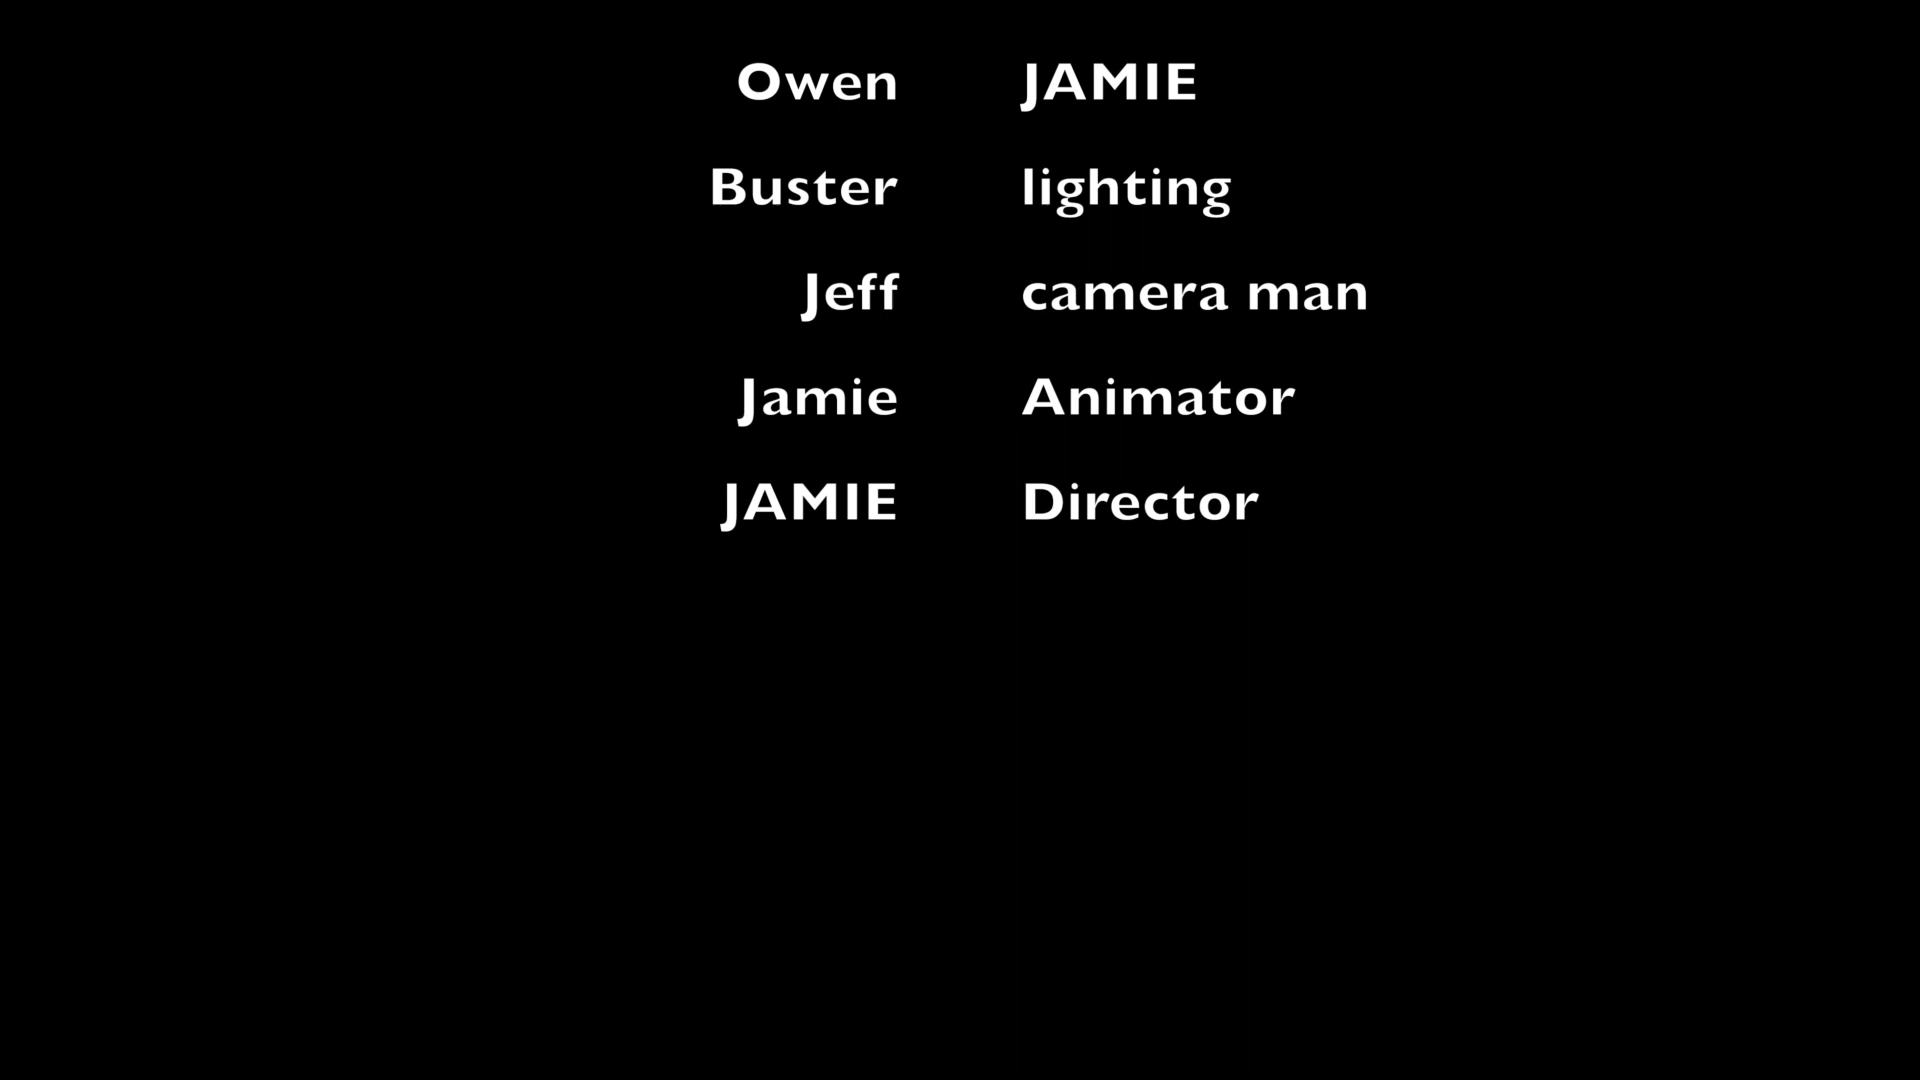 Owen JAMIE
Buster lighting
Jeff camera man
Jamie Animator
JAMIE Director